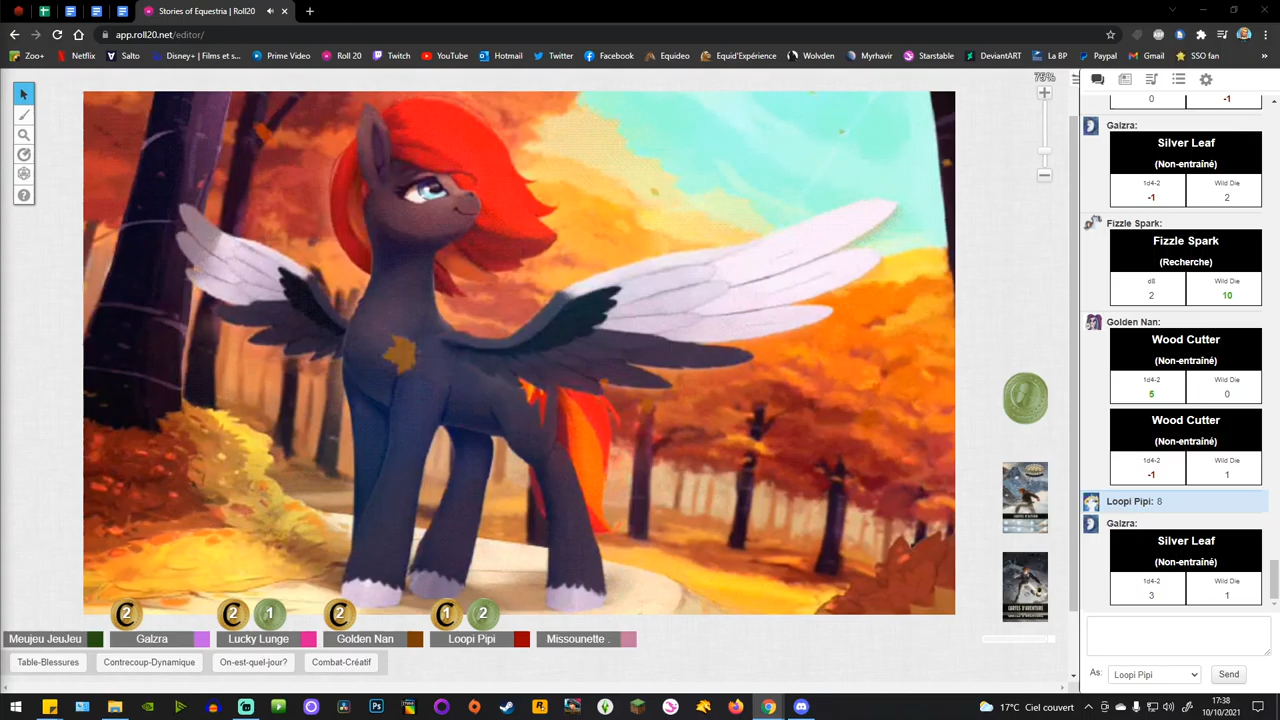 Stories of Equestria | Roll20
app.roll20.net/editor/
Zoo+ Netflix Salto Disney+ | Films et s... Prime Video Roll 20 Twitch YouTube Hotmail Twitter Facebook Equideo Equid'Expérience Wolvden Myrhavir Starstable DeviantART La BP Paypal Gmail SSO fan »
75%
0 -1
Galzra:
Silver Leaf
(Non-entraîné)
1d4-2 Wild Die
-1 2
Fizzle Spark:
Fizzle Spark
(Recherche)
d8 Wild Die
2 10
Golden Nan:
Wood Cutter
(Non-entraîné)
1d4-2 Wild Die
5 0
Wood Cutter
(Non-entraîné)
1d4-2 Wild Die
-1 1
Loopi Pipi: 8
Galzra:
Silver Leaf
(Non-entraîné)
1d4-2 Wild Die
3 1
CARTES D'AVENTURE
2 2 1 2 1 2
Meujeu JeuJeu Galzra Lucky Lunge Golden Nan Loopi Pipi Missounette .
Table-Blessures Contrecoup-Dynamique On-est-quel-jour? Combat-Créatif
As: Loopi Pipi Send
17°C Ciel couvert
17:38
10/10/2021